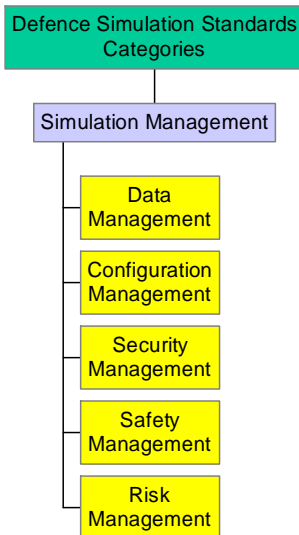 Defence Simulation Standards
Categories
Simulation Management
Data
Management
Configuration
Management
Security
Management
Safety
Management
Risk
Management